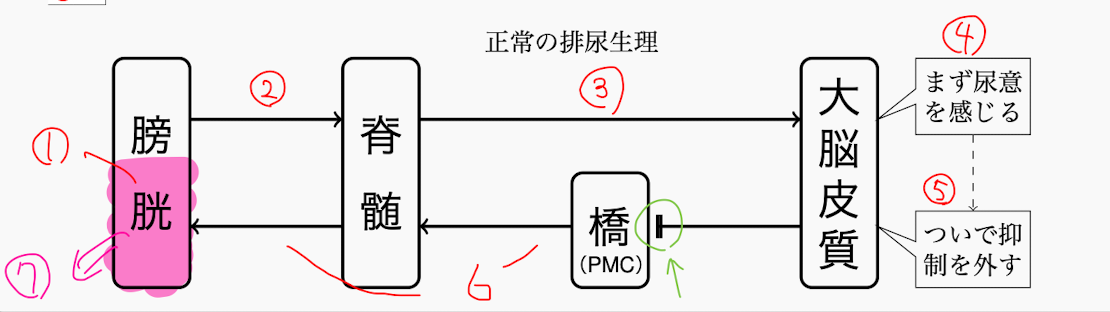 正常の排尿生理
①
膀胱
②
脊髄
③
大脳皮質
④
まず尿意
を感じる
⑤
ついで抑
制を外す
橋
(PMC)
6
⑦